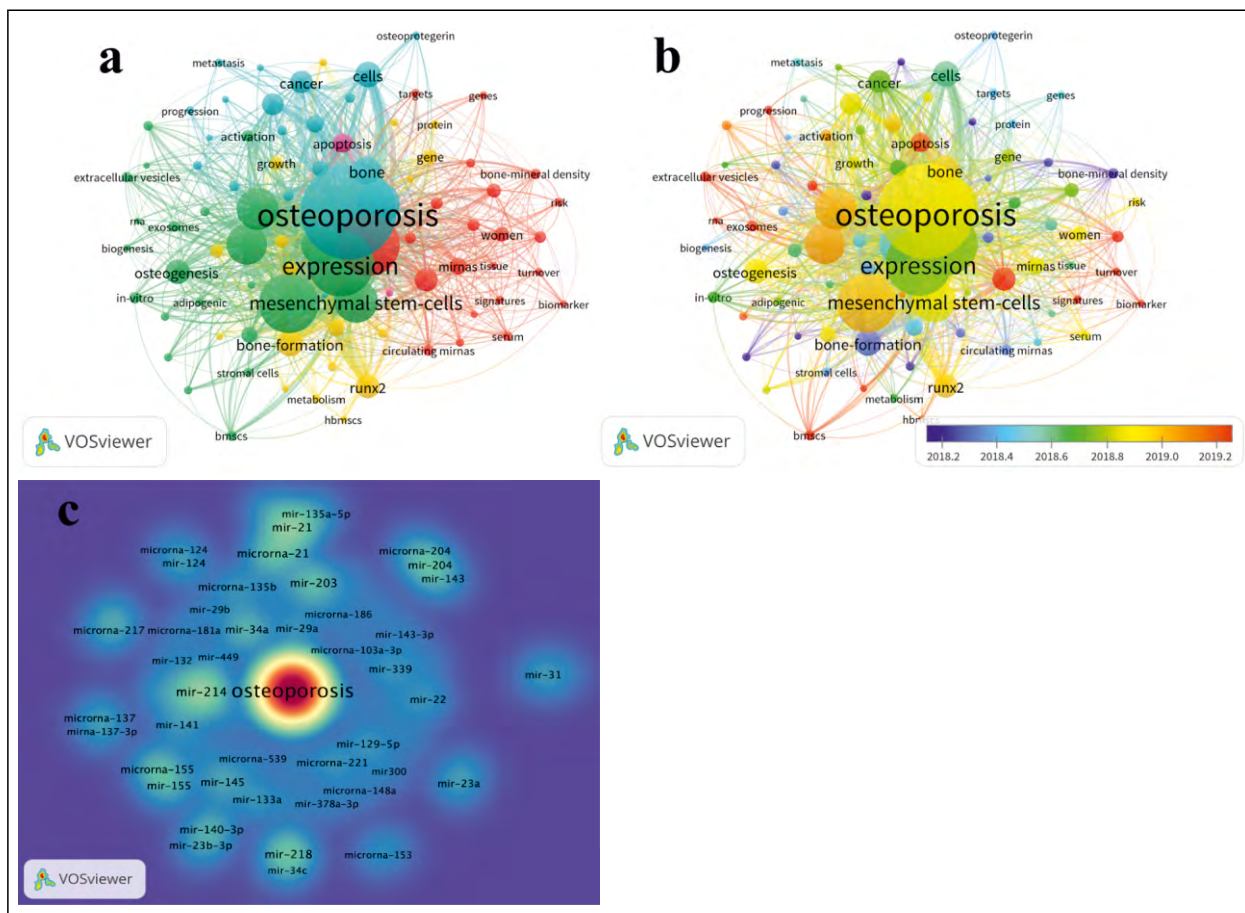 a
osteoprotegerin
metastasis
cancer
cells
progression
targets
genes
activation
apoptosis
protein
growth
gene
extracellular vesicles
bone
bone-mineral density
rna
exosomes
osteoporosis
risk
women
biogenesis
expression
osteogenesis
mirnas
tissue
turnover
in-vitro
adipogenic
mesenchymal stem-cells
signatures
biomarker
bone-formation
circulating mirnas
serum
stromal cells
runx2
metabolism
hbmscs
bmscs
VOSviewer
b
osteoprotegerin
metastasis
cancer
cells
progression
targets
genes
activation
apoptosis
protein
growth
gene
extracellular vesicles
bone
bone-mineral density
rna
exosomes
osteoporosis
risk
women
biogenesis
expression
osteogenesis
mirnas
tissue
turnover
in-vitro
adipogenic
mesenchymal stem-cells
signatures
biomarker
bone-formation
circulating mirnas
serum
stromal cells
runx2
metabolism
bmscs
VOSviewer
2018.2 2018.4 2018.6 2018.8 2019.0 2019.2
c
mir-135a-5p
mir-21
microrna-124
microrna-21
microrna-204
mir-124
mir-204
mir-203
mir-143
microrna-135b
mir-29b
microrna-186
microrna-217
microrna-181a
mir-34a
mir-29a
mir-143-3p
microrna-103a-3p
mir-132
mir-449
mir-339
mir-31
mir-214
osteoporosis
mir-22
microrna-137
mir-141
mirna-137-3p
mir-129-5p
microrna-539
microrna-221
microrna-155
mir300
mir-155
mir-145
mir-23a
microrna-148a
mir-133a
mir-378a-3p
mir-140-3p
mir-23b-3p
mir-218
microrna-153
mir-34c
VOSviewer